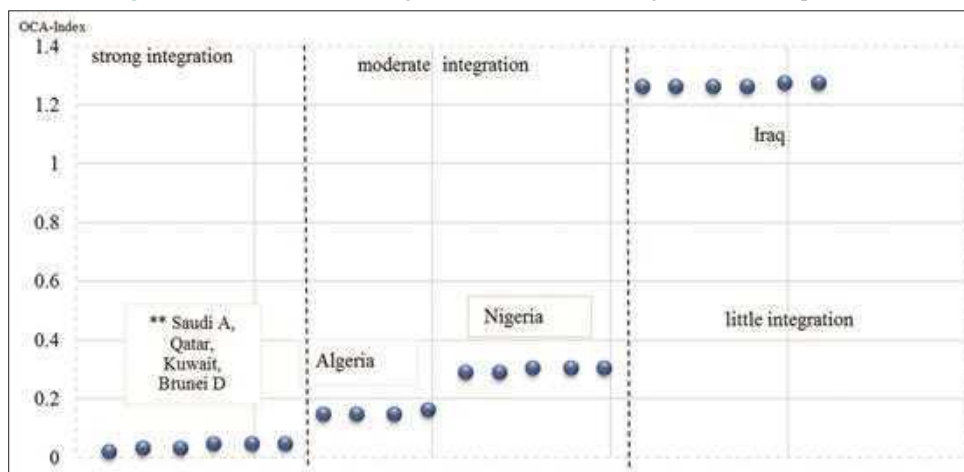 OCA-Index
1.4
strong integration
moderate integration
1.2
Iraq
1
0.8
0.6
** Saudi A,
Qatar,
Kuwait,
Brunei D
Nigeria
little integration
0.4
Algeria
0.2
0